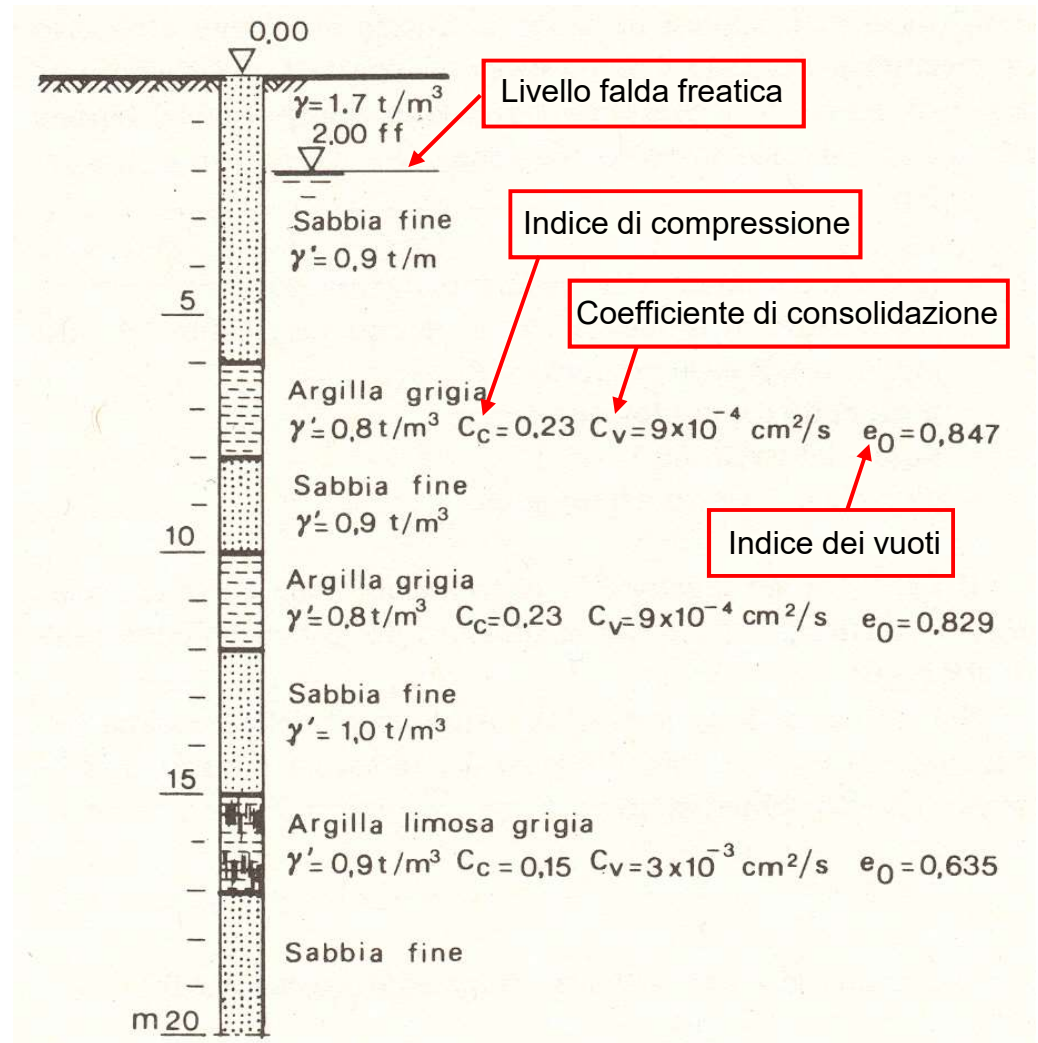 0,00
γ=1.7 t/m³
Livello falda freatica
2,00 ff
Sabbia fine
γ'=0,9 t/m
Indice di compressione
5
Coefficiente di consolidazione
Argilla grigia
γ'=0,8 t/m³ Cc=0,23 Cv=9x10⁻⁴ cm²/s e₀=0,847
Sabbia fine
γ'=0,9 t/m³
10
Indice dei vuoti
Argilla grigia
γ'=0,8 t/m³ Cc=0,23 Cv=9x10⁻⁴ cm²/s e₀=0,829
Sabbia fine
γ'= 1,0 t/m³
15
Argilla limosa grigia
γ'=0,9 t/m³ Cc=0,15 Cv=3x10⁻³ cm²/s e₀=0,635
Sabbia fine
m 20